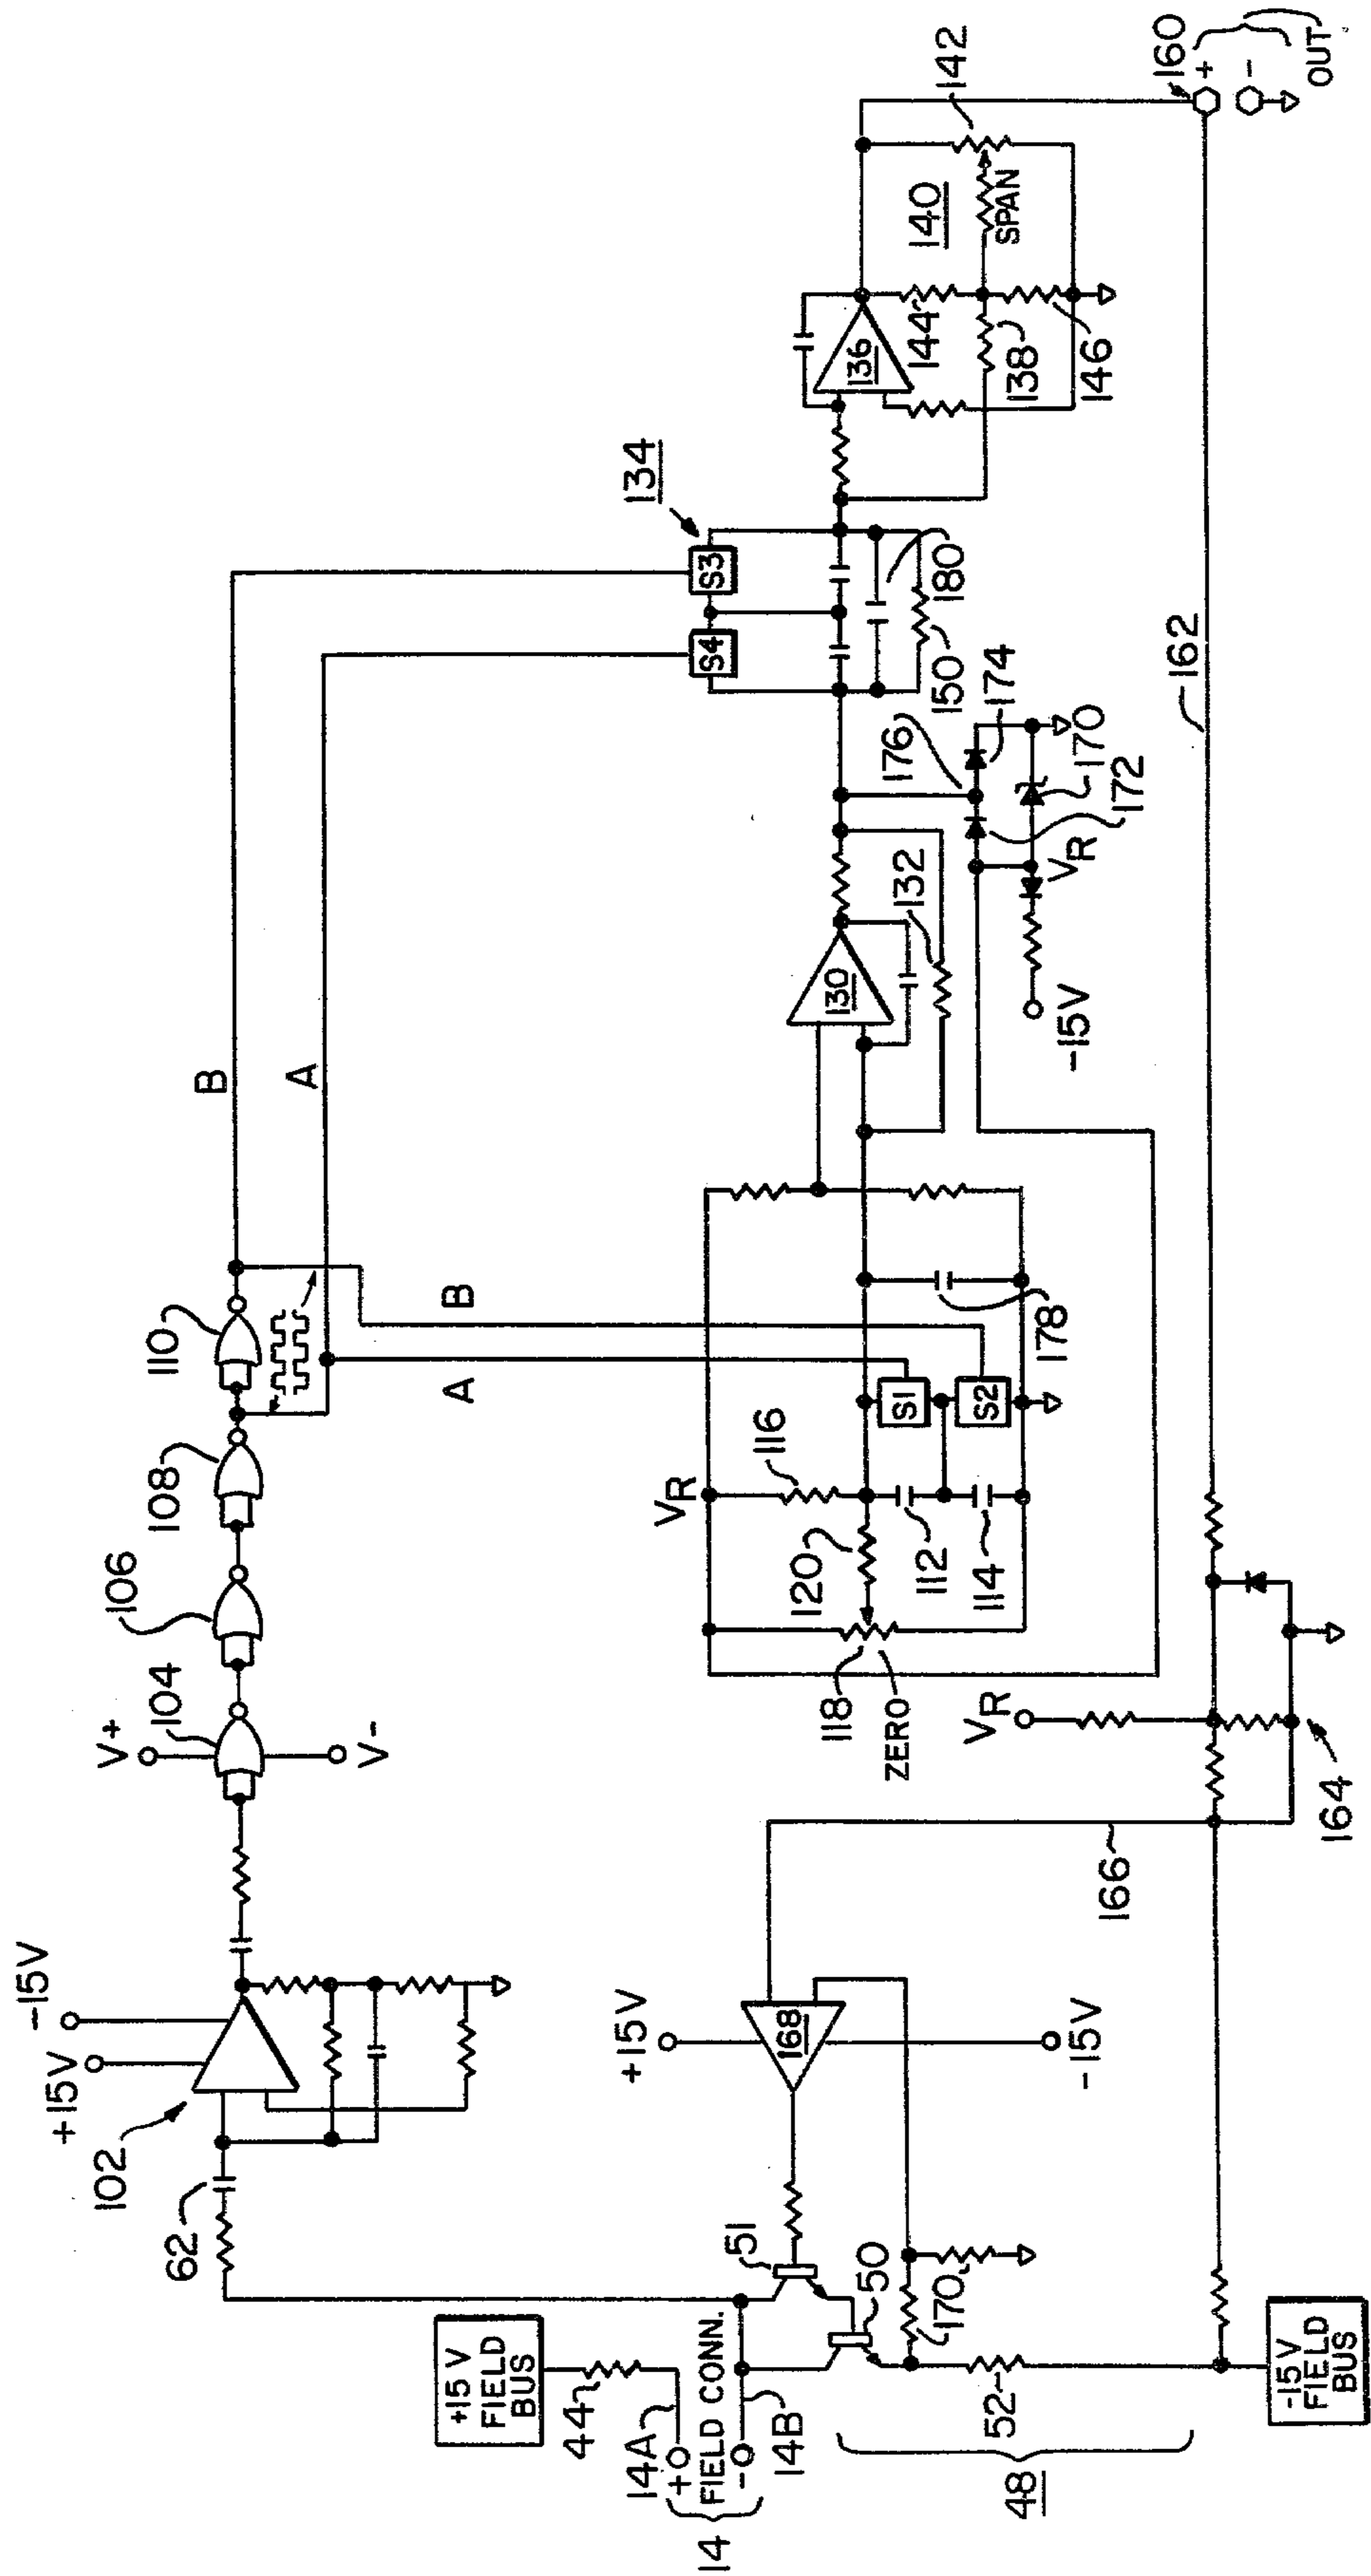 -15V
+15V
102
62
V+
104
V-
106
108
110
B
A
A
B
134
S4
S3
+15 V
FIELD
BUS
44
14A
+
FIELD CONN.
-
14B
14
51
50
170
52
48
-15V
FIELD
BUS
+15V
168
-15V
166
VR
164
VR
116
120
118
ZERO
112
114
S1
S2
178
130
132
176
174
170
172
VR
-15V
150
180
136
140
142
144
SPAN
138
146
162
160
+
-
OUT